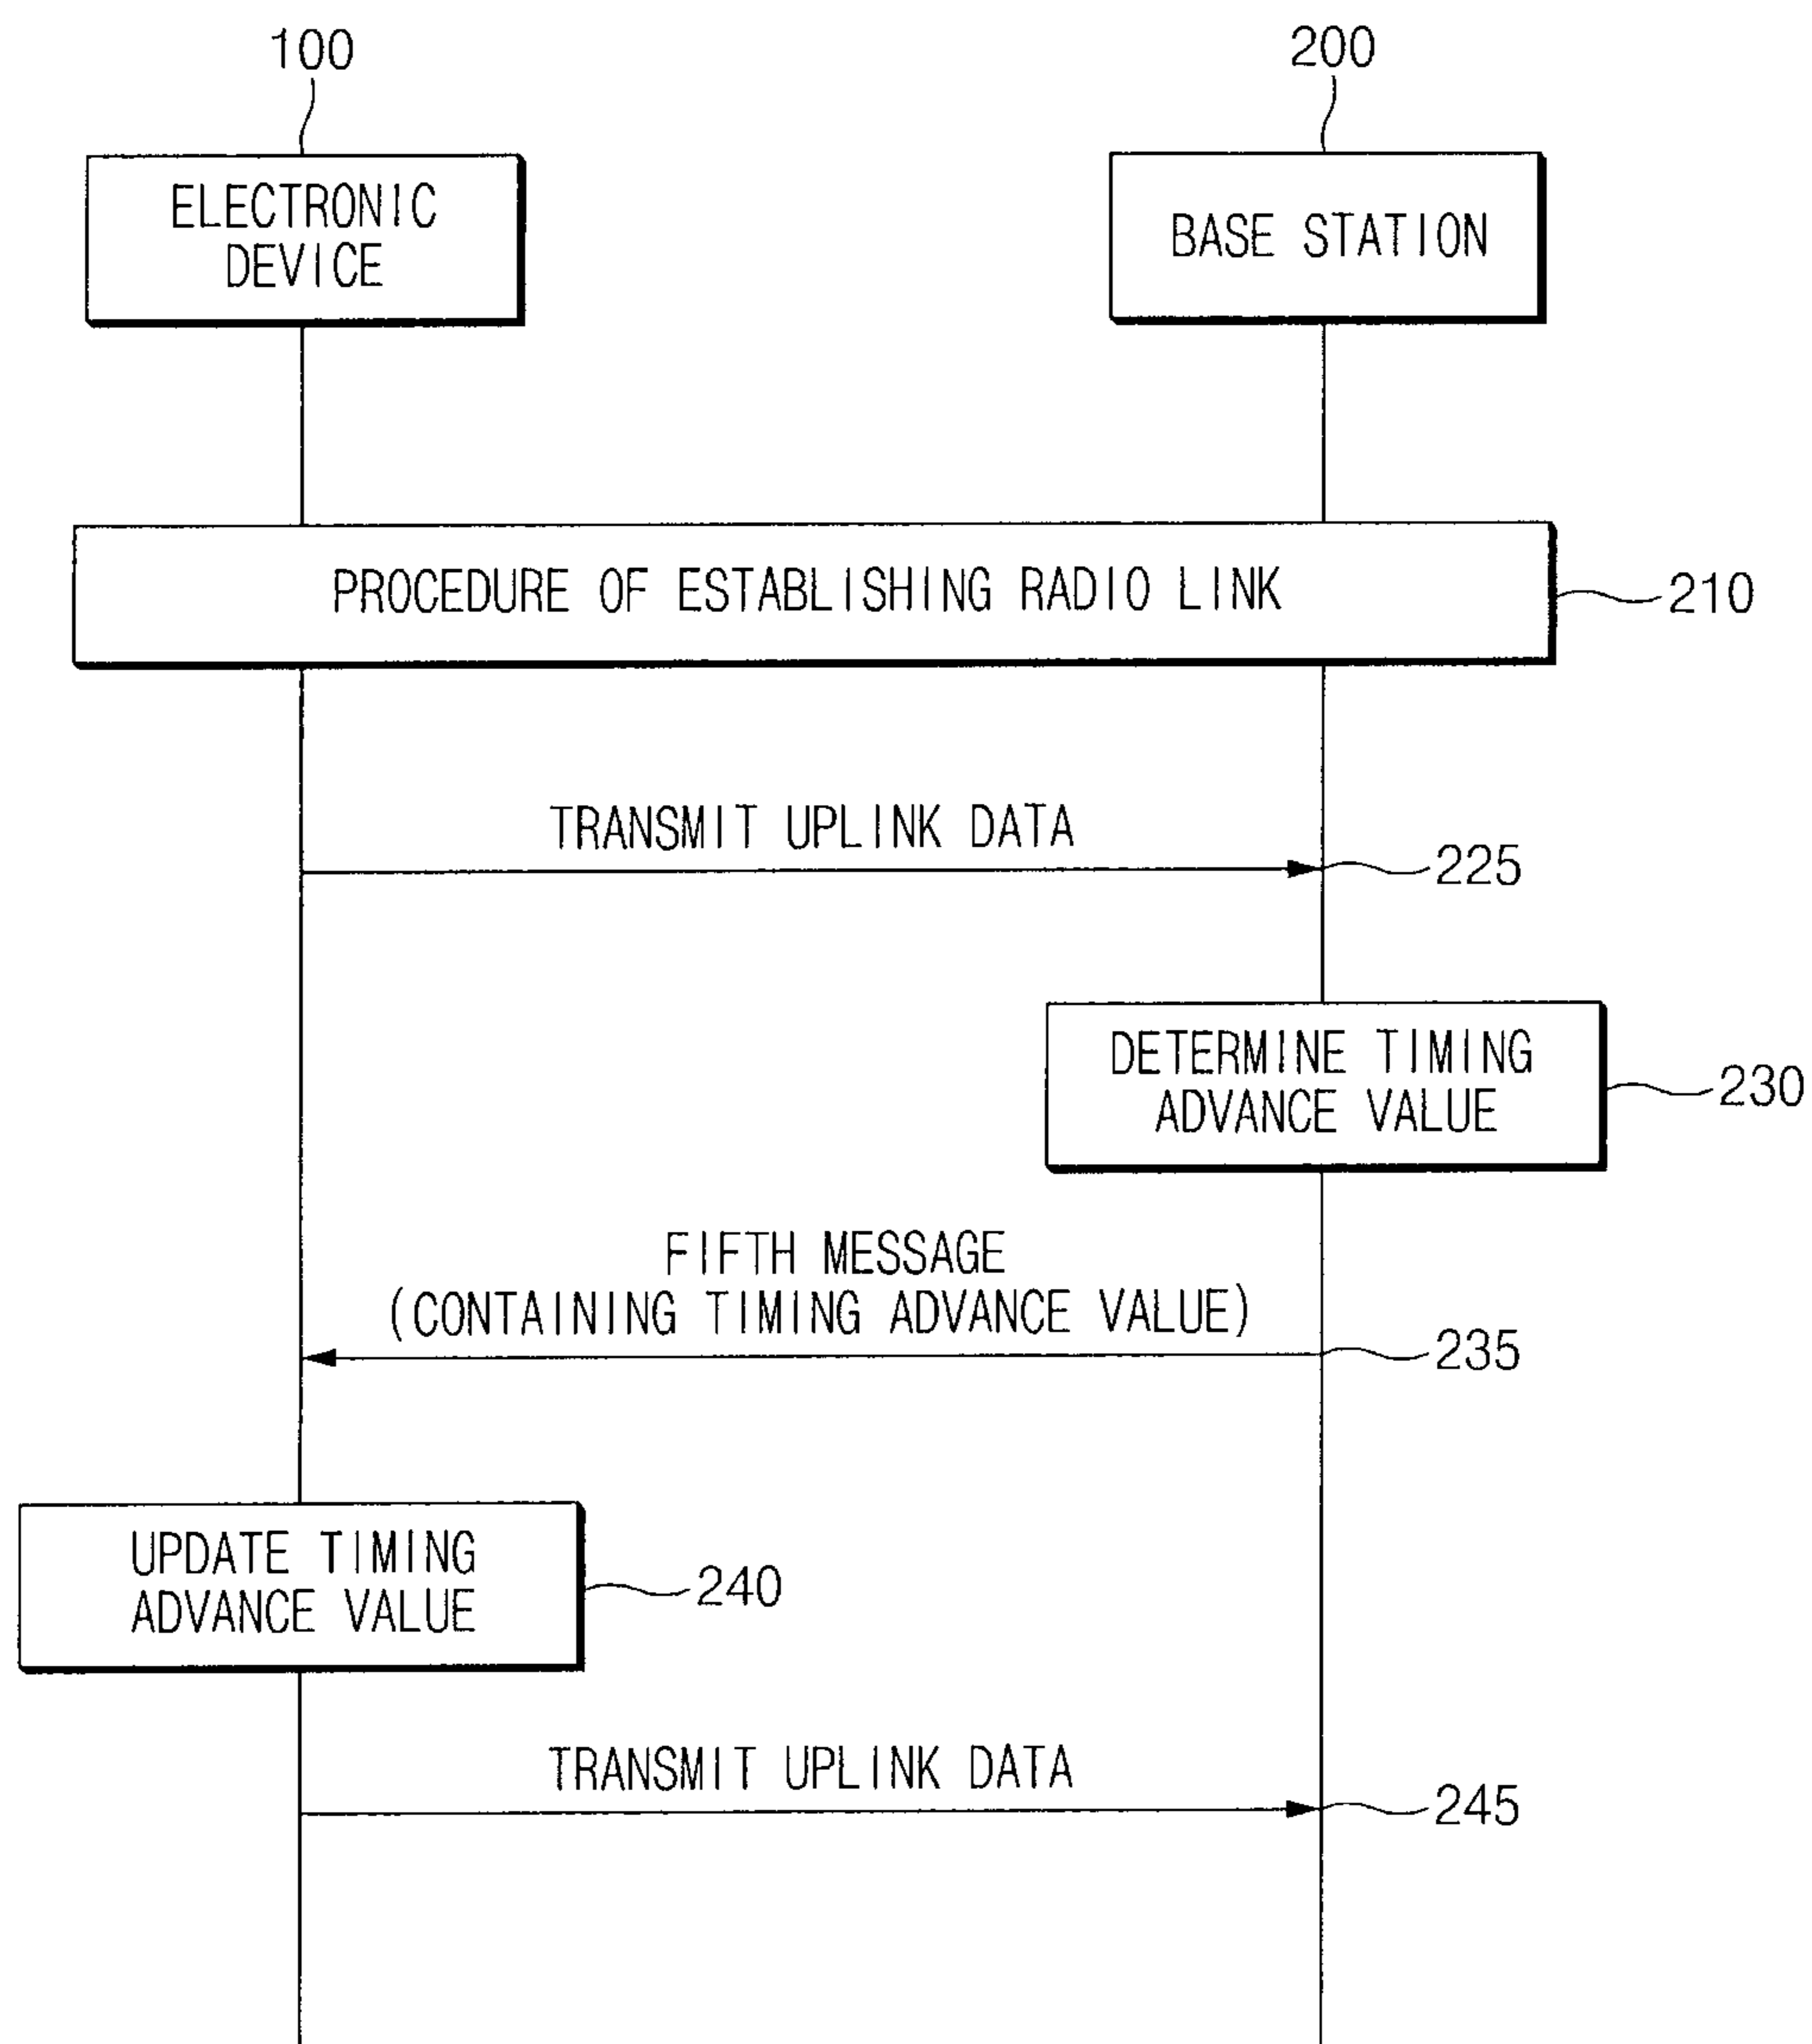 100
200
ELECTRONIC
DEVICE
BASE STATION
PROCEDURE OF ESTABLISHING RADIO LINK
210
TRANSMIT UPLINK DATA
225
DETERMINE TIMING
ADVANCE VALUE
230
FIFTH MESSAGE
(CONTAINING TIMING ADVANCE VALUE)
235
UPDATE TIMING
ADVANCE VALUE
240
TRANSMIT UPLINK DATA
245